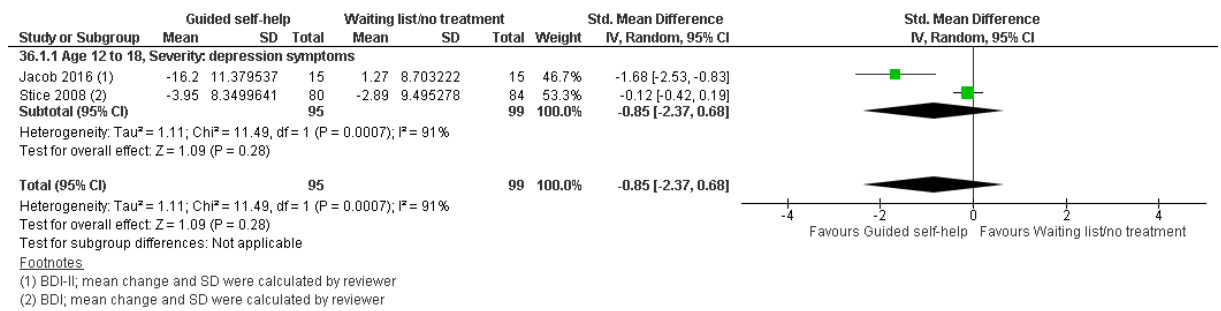 Guided self-help Waiting list/no treatment Std. Mean Difference Std. Mean Difference
Study or Subgroup Mean SD Total Mean SD Total Weight IV, Random, 95% CI IV, Random, 95% CI
36.1.1 Age 12 to 18, Severity: depression symptoms
Jacob 2016 (1) -16.2 11.379537 15 1.27 8.703222 15 46.7% -1.68 [-2.53, -0.83]
Stice 2008 (2) -3.95 8.3499641 80 -2.89 9.495278 84 53.3% -0.12 [-0.42, 0.19]
Subtotal (95% CI) 95 99 100.0% -0.85 [-2.37, 0.68]
Heterogeneity: Tau² = 1.11; Chi² = 11.49, df = 1 (P = 0.0007); I² = 91%
Test for overall effect: Z = 1.09 (P = 0.28)
Total (95% CI) 95 99 100.0% -0.85 [-2.37, 0.68]
Heterogeneity: Tau² = 1.11; Chi² = 11.49, df = 1 (P = 0.0007); I² = 91%
Test for overall effect: Z = 1.09 (P = 0.28)
Test for subgroup differences: Not applicable
-4 -2 0 2 4
Favours Guided self-help Favours Waiting list/no treatment
Footnotes
(1) BDI-II; mean change and SD were calculated by reviewer
(2) BDI; mean change and SD were calculated by reviewer